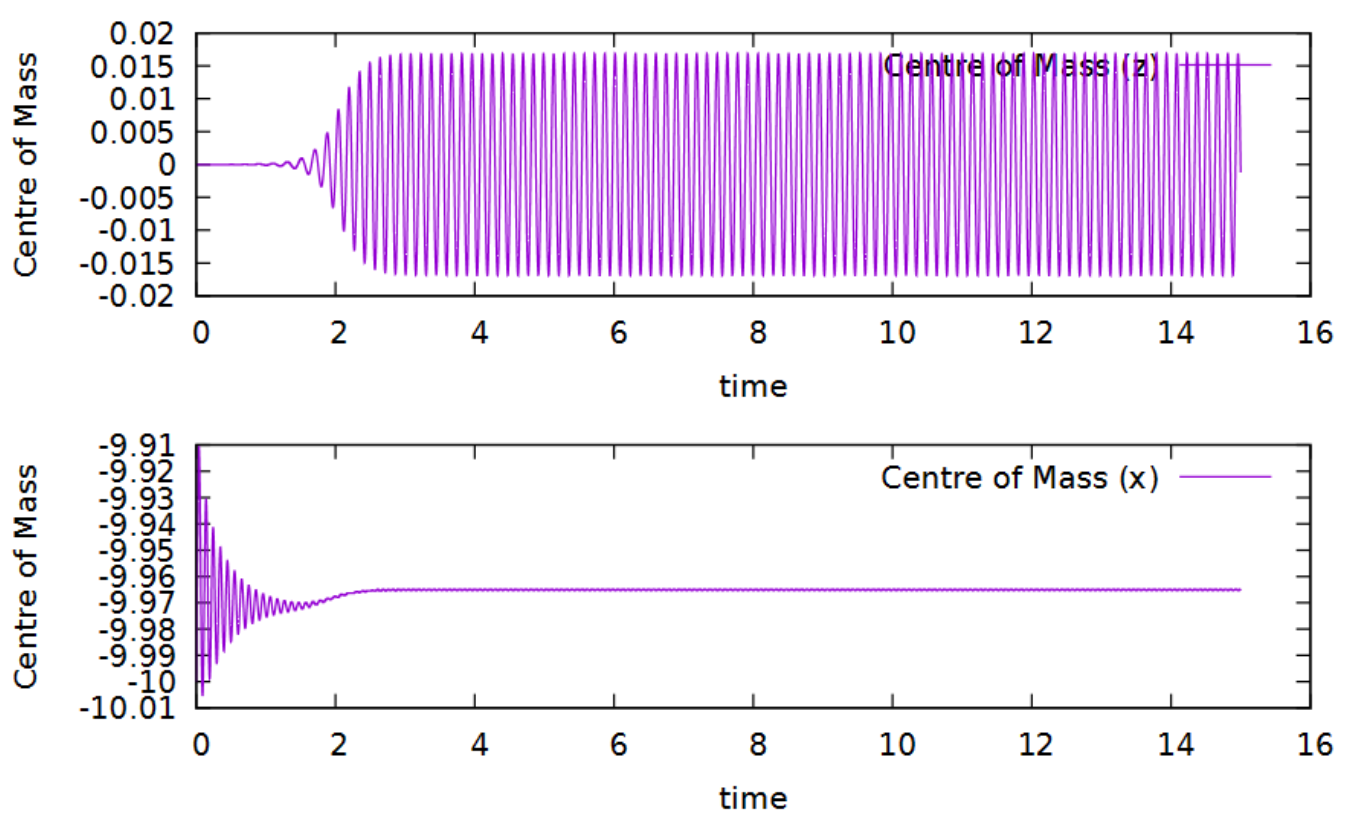 0.02
0.015
0.01
0.005
0
-0.005
-0.01
-0.015
-0.02
Centre of Mass
Centre of Mass (z)
0 2 4 6 8 10 12 14 16
time
-9.91
-9.92
-9.93
-9.94
-9.95
-9.96
-9.97
-9.98
-9.99
-10
-10.01
Centre of Mass
Centre of Mass (x)
0 2 4 6 8 10 12 14 16
time